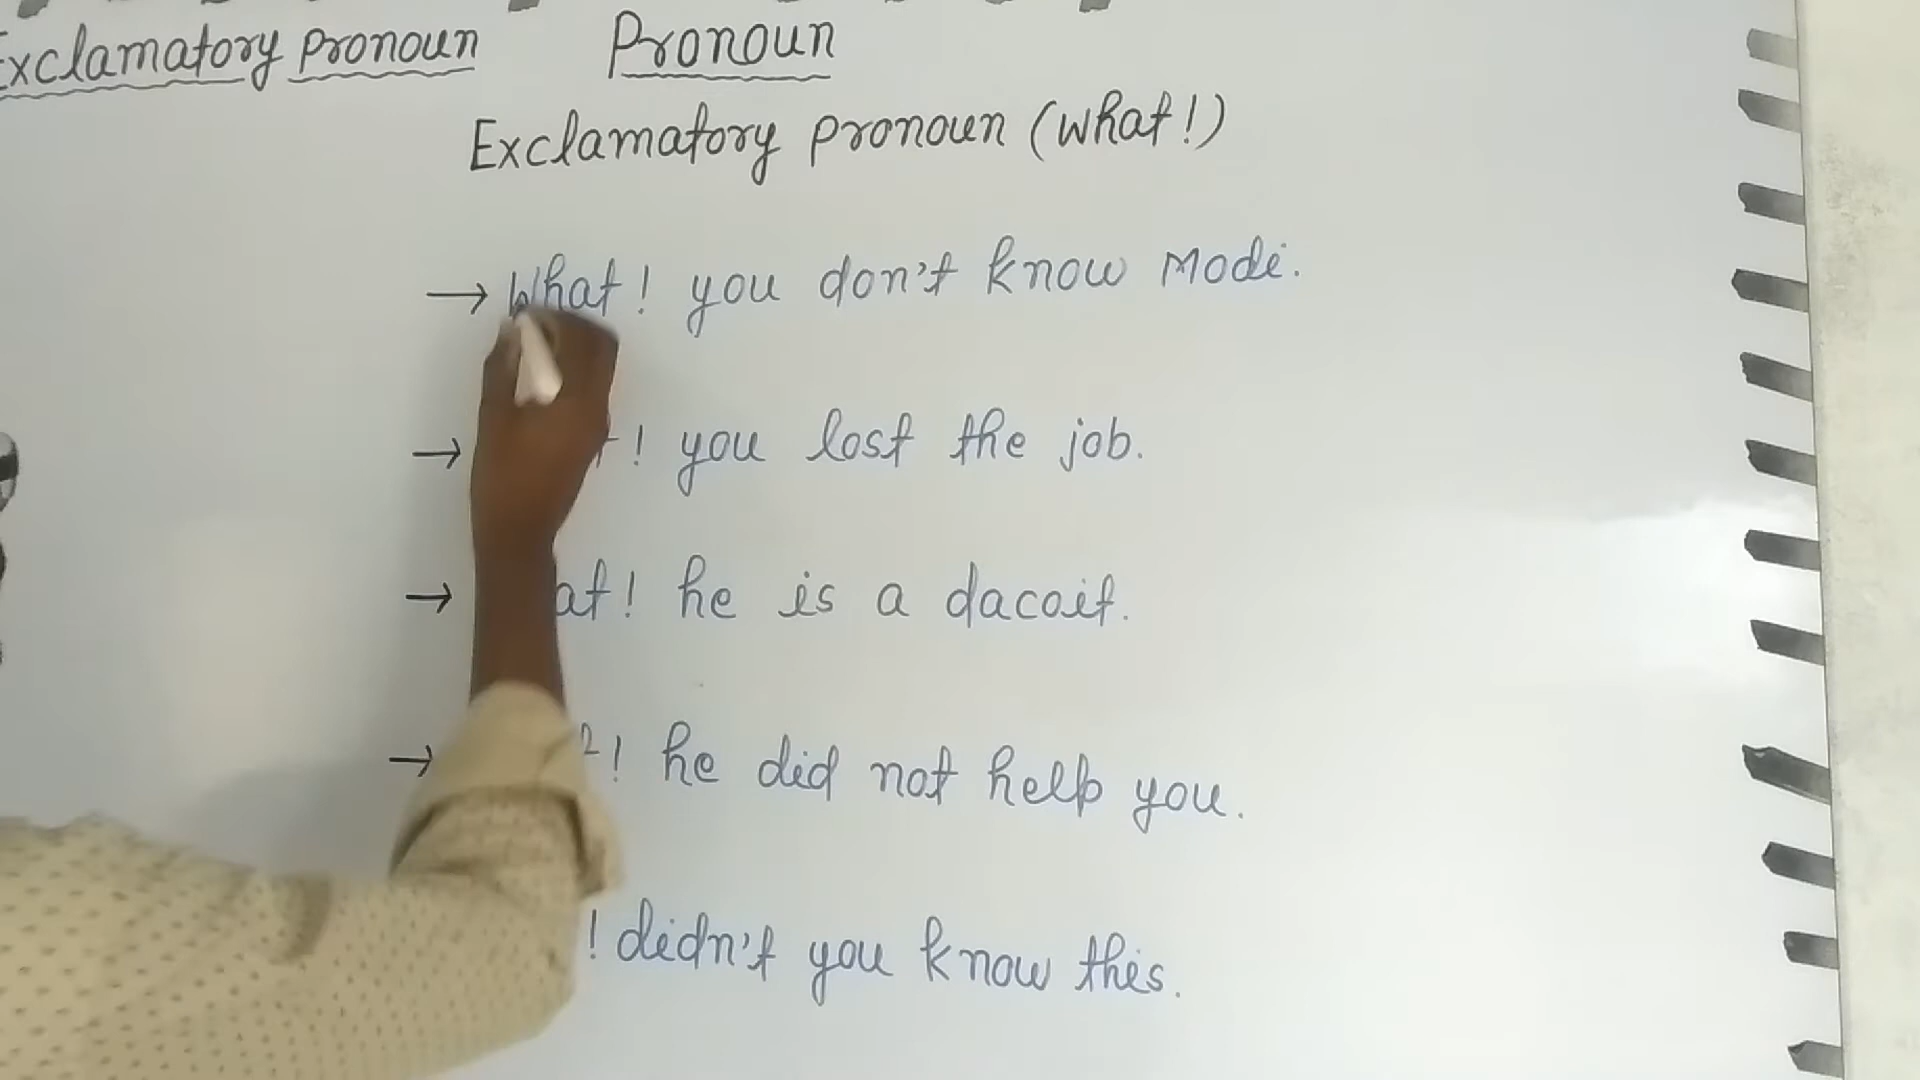 Exclamatory pronoun Pronoun
Exclamatory pronoun (What!)
→ What! you don't know Modi.
→ ! you lost the job.
→ at! he is a dacoit.
→ ! he did not help you.
! didn't you know this.